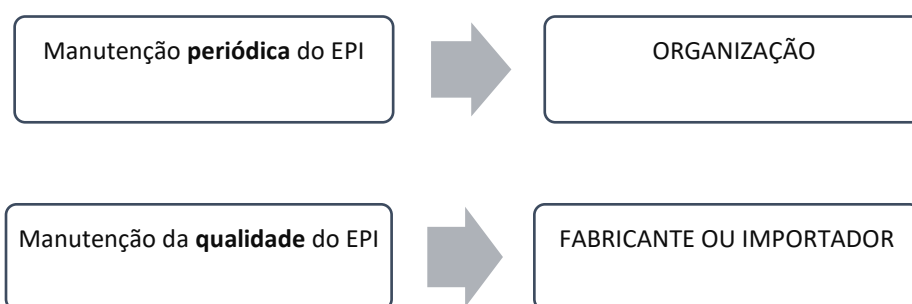 Manutenção periódica do EPI
ORGANIZAÇÃO
Manutenção da qualidade do EPI
FABRICANTE OU IMPORTADOR